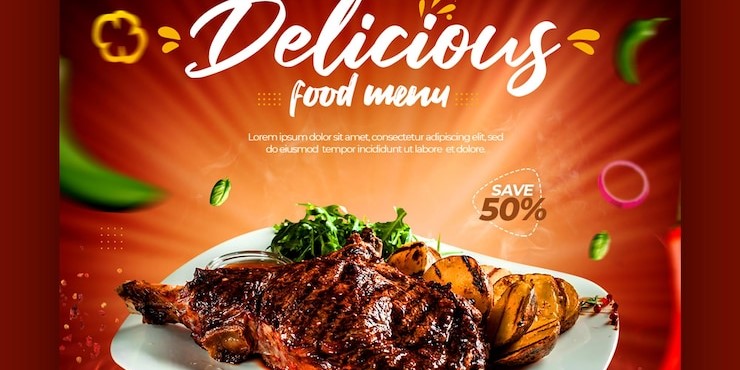 Delicious
food menu
Lorem ipsum dolor sit amet, consectetur adipiscing elit, sed
do eiusmod tempor incididunt ut labore et dolore.
SAVE
50%